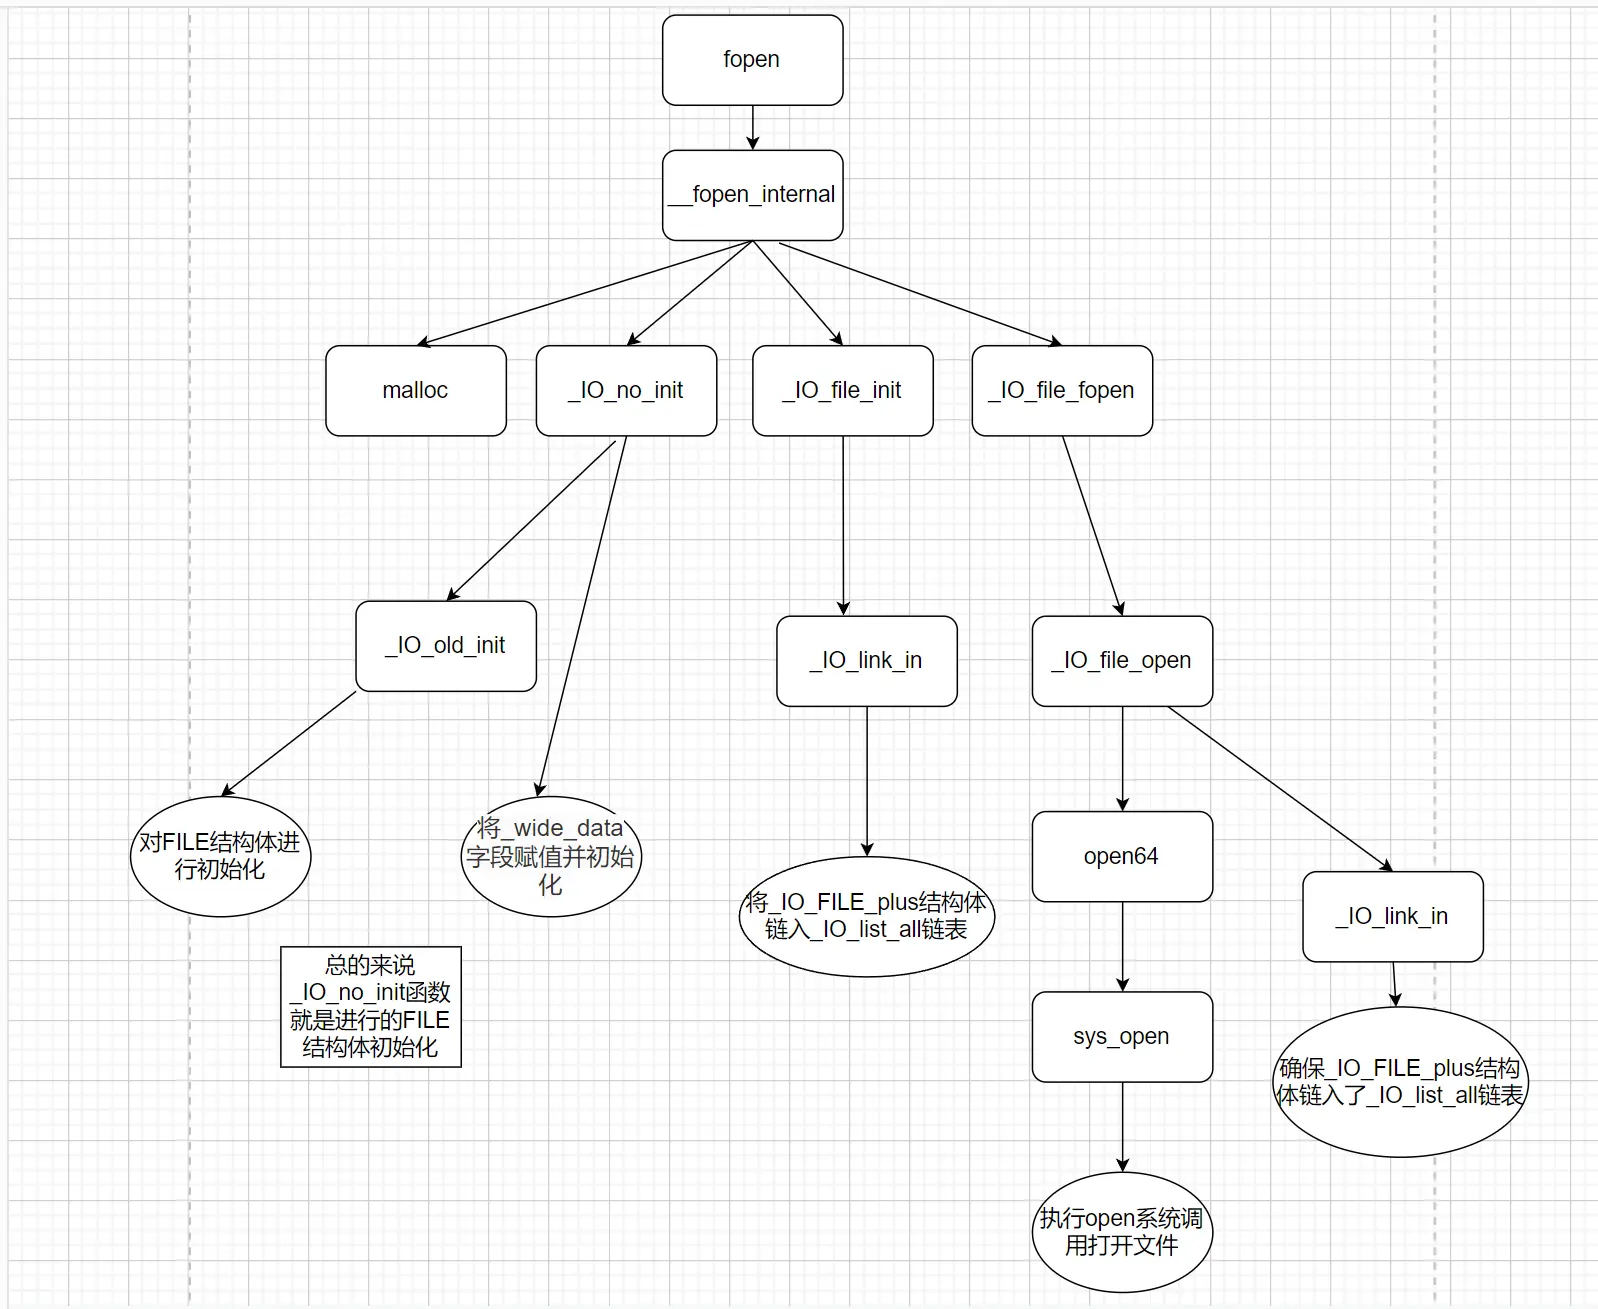 fopen
__fopen_internal
malloc
_IO_no_init
_IO_file_init
_IO_file_fopen
_IO_old_init
_IO_link_in
_IO_file_open
对FILE结构体进
行初始化
将_wide_data
字段赋值并初始
化
将_IO_FILE_plus结构体
链入_IO_list_all链表
open64
_IO_link_in
总的来说
_IO_no_init函数
就是进行的FILE
结构体初始化
sys_open
确保_IO_FILE_plus结构
体链入了_IO_list_all链表
执行open系统调
用打开文件